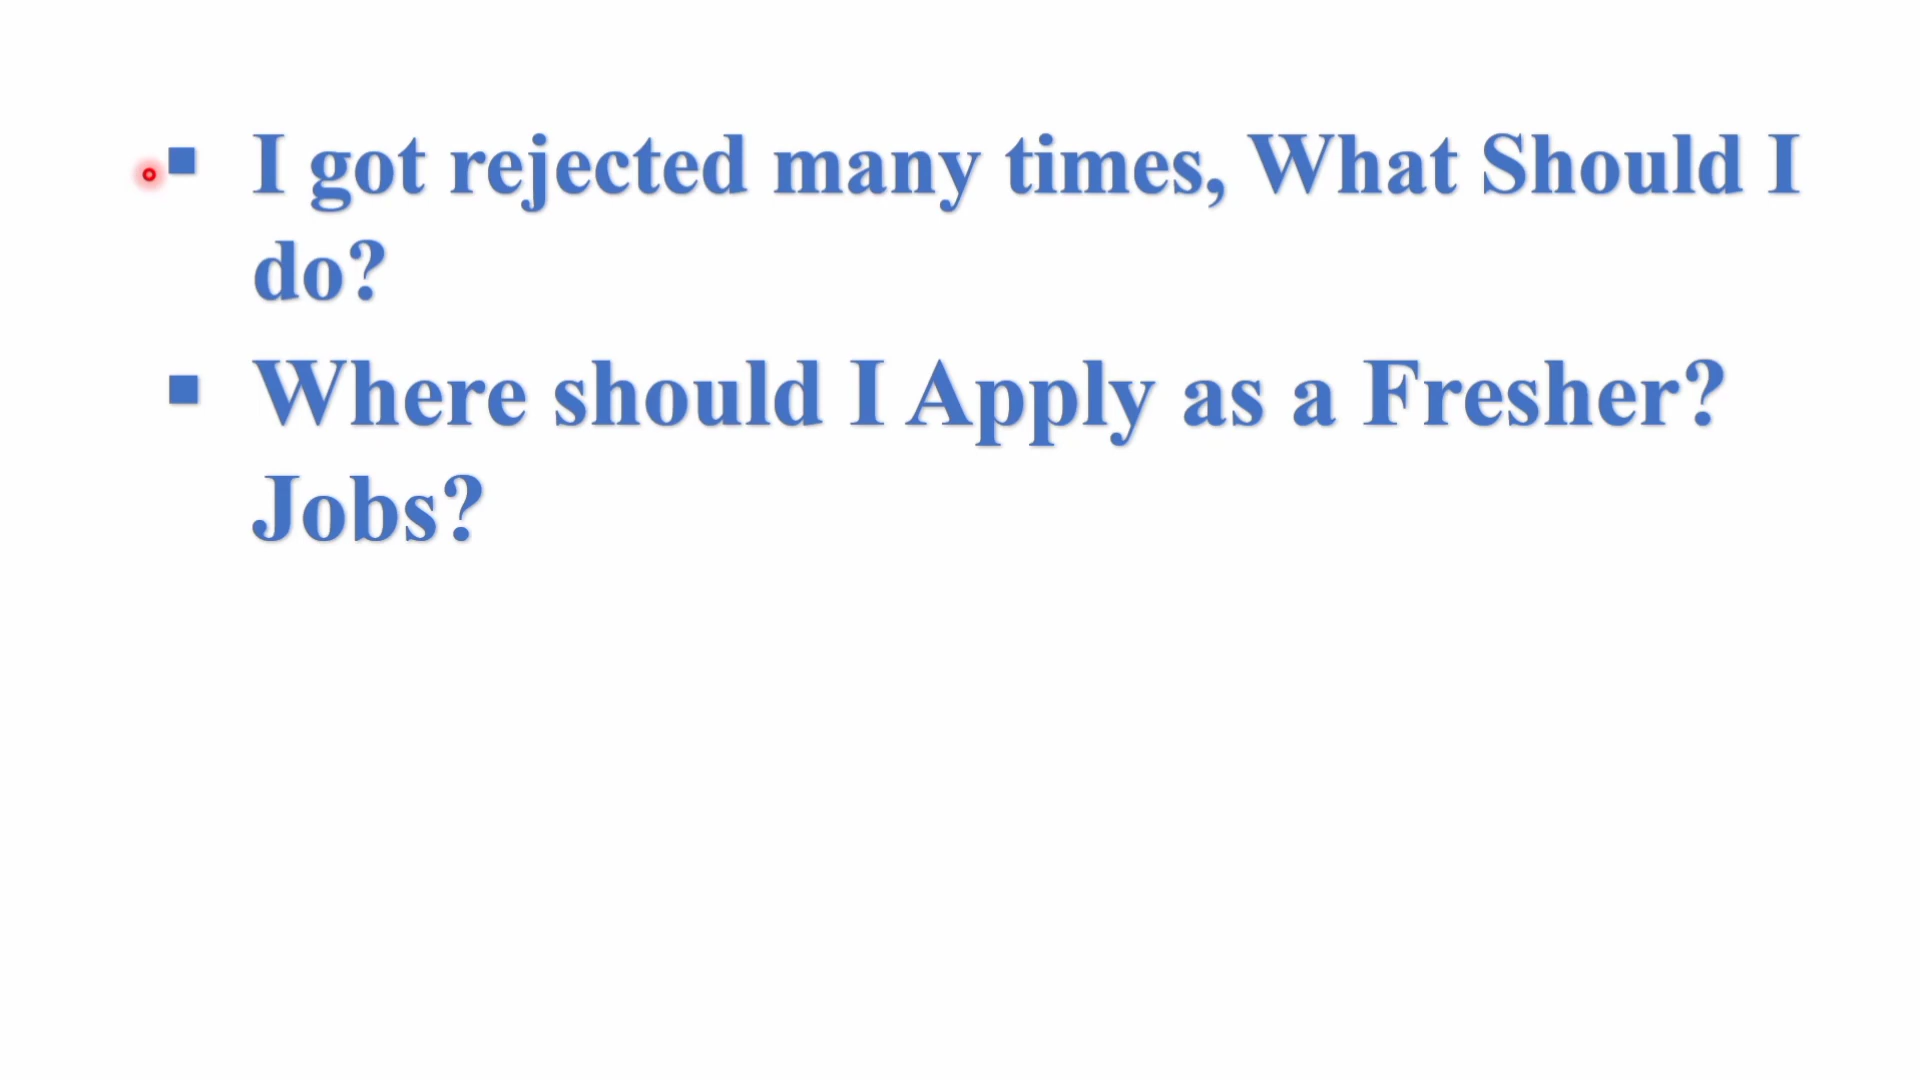 ▪ I got rejected many times, What Should I
do?
▪ Where should I Apply as a Fresher?
Jobs?